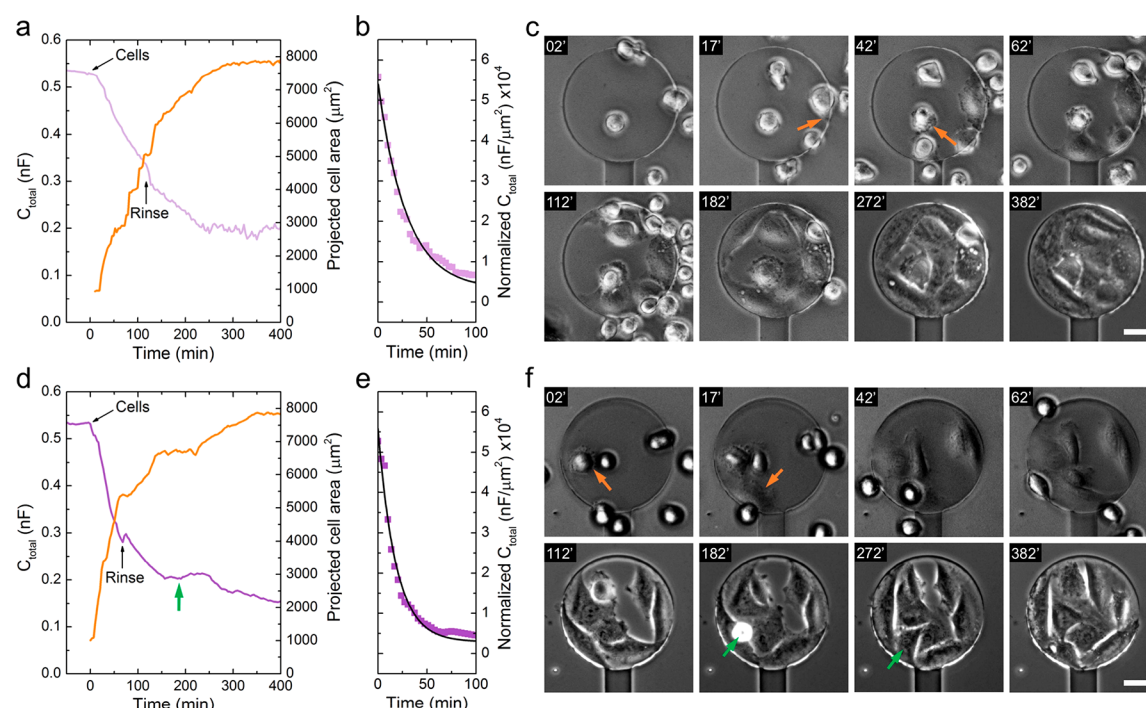 a
b
c
0.6
0.5
0.4
0.3
0.2
0.1
0.0
C_total (nF)
Cells
Rinse
8000
7000
6000
5000
4000
3000
2000
1000
0
Projected cell area (μm²)
0 100 200 300 400
Time (min)
6
5
4
3
2
1
0
Normalized C_total (nF/μm²) x10⁴
0 50 100
Time (min)
02' 17' 42' 62'
112' 182' 272' 382'
d
e
f
0.6
0.5
0.4
0.3
0.2
0.1
0.0
C_total (nF)
Cells
Rinse
8000
7000
6000
5000
4000
3000
2000
1000
0
Projected cell area (μm²)
0 100 200 300 400
Time (min)
6
5
4
3
2
1
0
Normalized C_total (nF/μm²) x10⁴
0 25 50 75 100
Time (min)
02' 17' 42' 62'
112' 182' 272' 382'